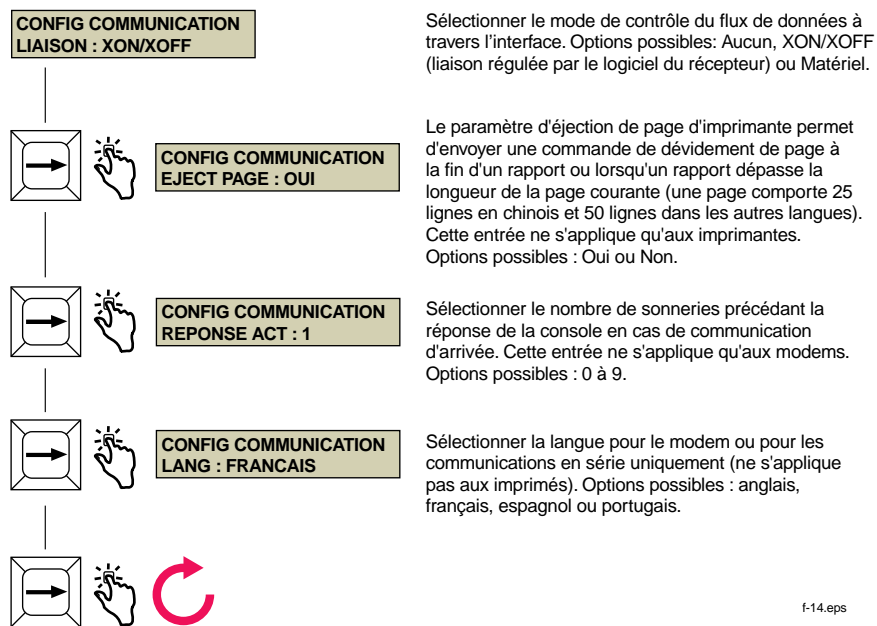 CONFIG COMMUNICATION
LIAISON : XON/XOFF
Sélectionner le mode de contrôle du flux de données à
travers l'interface. Options possibles: Aucun, XON/XOFF
(liaison régulée par le logiciel du récepteur) ou Matériel.
CONFIG COMMUNICATION
EJECT PAGE : OUI
Le paramètre d'éjection de page d'imprimante permet
d'envoyer une commande de dévidement de page à
la fin d'un rapport ou lorsqu'un rapport dépasse la
longueur de la page courante (une page comporte 25
lignes en chinois et 50 lignes dans les autres langues).
Cette entrée ne s'applique qu'aux imprimantes.
Options possibles : Oui ou Non.
CONFIG COMMUNICATION
REPONSE ACT : 1
Sélectionner le nombre de sonneries précédant la
réponse de la console en cas de communication
d'arrivée. Cette entrée ne s'applique qu'aux modems.
Options possibles : 0 à 9.
CONFIG COMMUNICATION
LANG : FRANCAIS
Sélectionner la langue pour le modem ou pour les
communications en série uniquement (ne s'applique
pas aux imprimés). Options possibles : anglais,
français, espagnol ou portugais.
f-14.eps